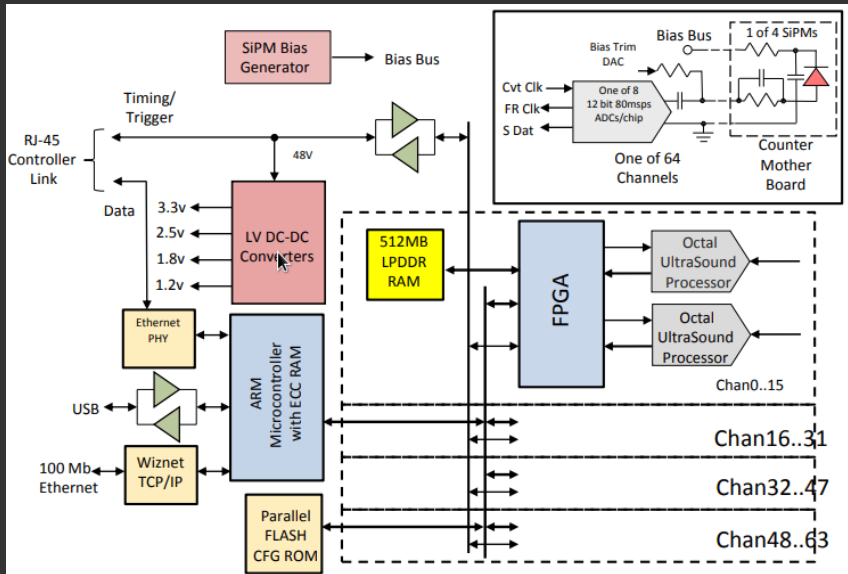 SiPM Bias
Generator
Bias Bus
Timing/
Trigger
RJ-45
Controller
Link
Data
48V
3.3v
2.5v
1.8v
1.2v
LV DC-DC
Converters
Ethernet
PHY
USB
100 Mb
Ethernet
Wiznet
TCP/IP
ARM
Microcontroller
with ECC RAM
Parallel
FLASH
CFG ROM
512MB
LPDDR
RAM
FPGA
Octal
UltraSound
Processor
Octal
UltraSound
Processor
Chan0..15
Chan16..31
Chan32..47
Chan48..63
Bias Trim
DAC
Bias Bus
1 of 4 SiPMs
Cvt Clk
FR Clk
S Dat
One of 8
12 bit 80msps
ADCs/chip
One of 64
Channels
Counter
Mother
Board